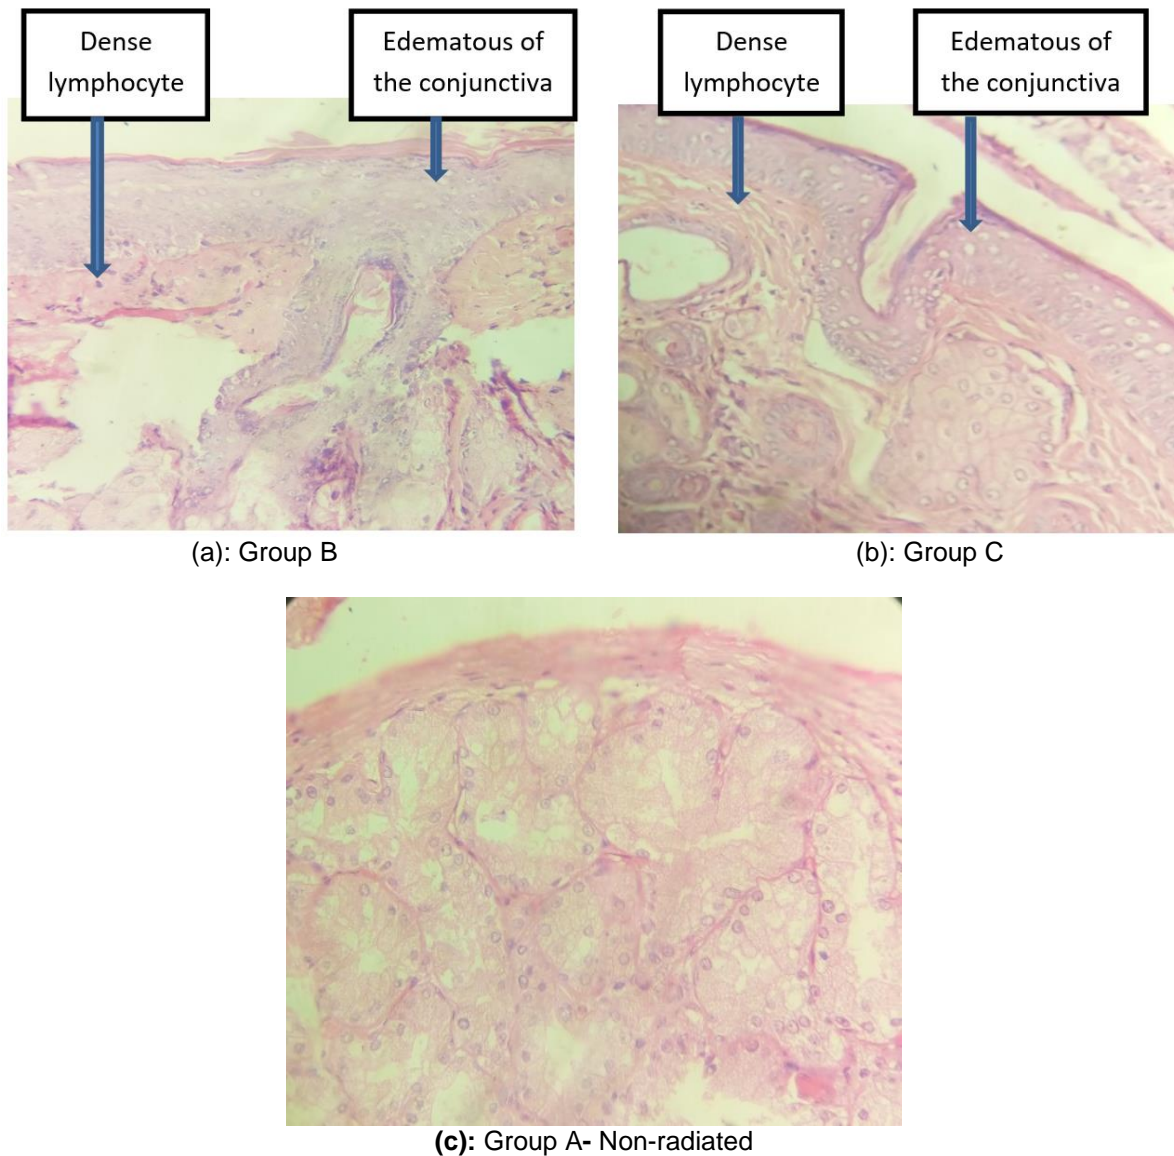 Dense
lymphocyte
Edematous of
the conjunctiva
Dense
lymphocyte
Edematous of
the conjunctiva
(a): Group B
(b): Group C
(c): Group A- Non-radiated